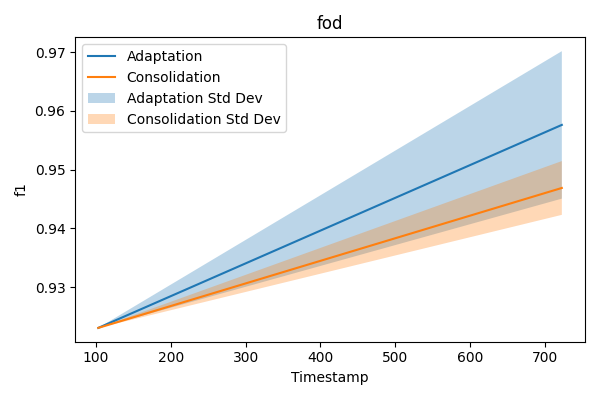 fod
Adaptation
Consolidation
Adaptation Std Dev
Consolidation Std Dev
f1
0.97
0.96
0.95
0.94
0.93
100 200 300 400 500 600 700
Timestamp